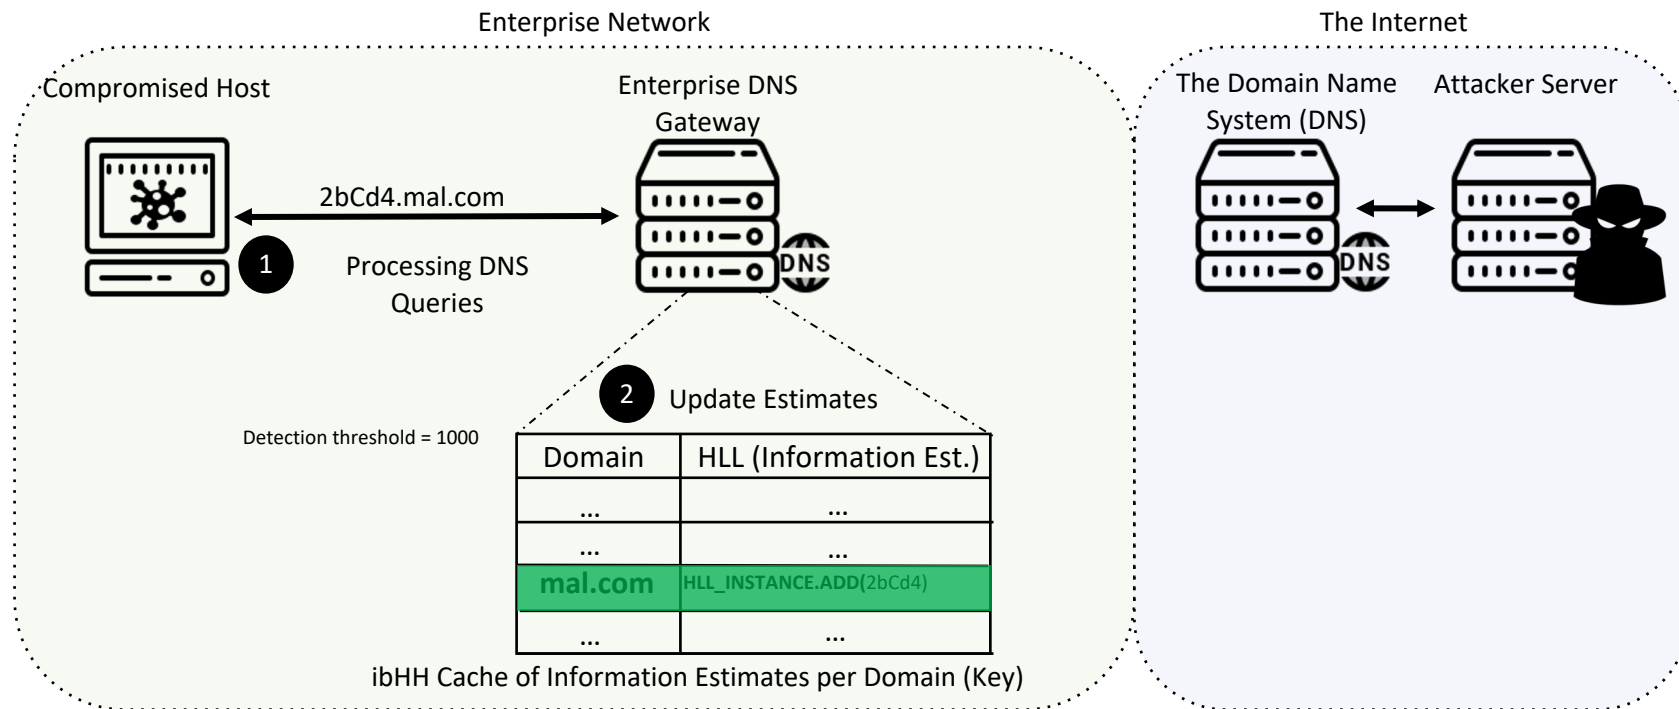 Enterprise Network
The Internet
Compromised Host
Enterprise DNS
Gateway
The Domain Name
System (DNS)
Attacker Server
2bCd4.mal.com
1
Processing DNS
Queries
DNS
DNS
2
Update Estimates
Detection threshold = 1000
Domain
HLL (Information Est.)
...
...
...
...
mal.com
HLL_INSTANCE.ADD(2bCd4)
...
...
ibHH Cache of Information Estimates per Domain (Key)